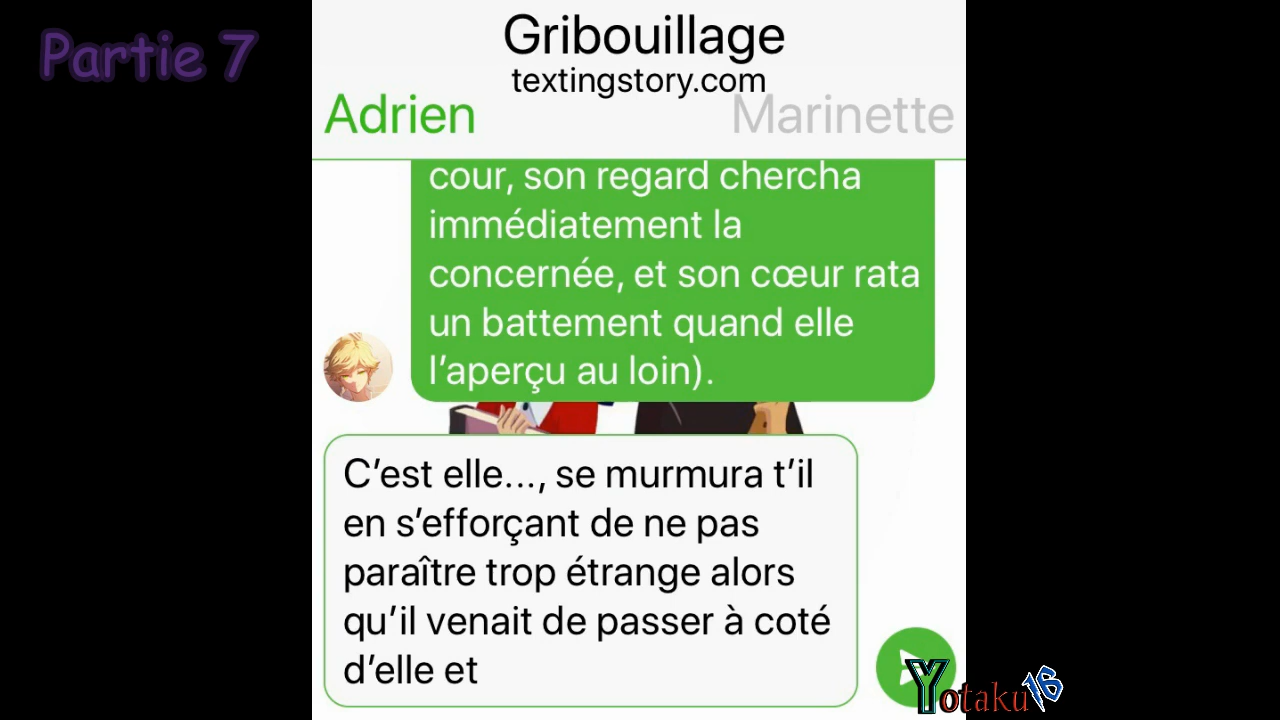 Partie 7
Gribouillage
textingstory.com
Adrien
Marinette
cour, son regard chercha
immédiatement la
concernée, et son cœur rata
un battement quand elle
l’aperçu au loin).
C’est elle..., se murmura t’il
en s’efforçant de ne pas
paraître trop étrange alors
qu’il venait de passer à coté
d’elle et
Yotaku16